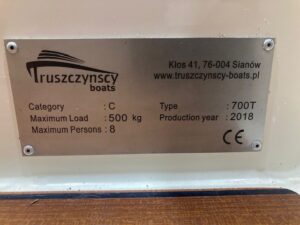 Truszczynscy
boats
Kłos 41, 76-004 Sianów
www.truszczynscy-boats.pl
Category : C
Maximum Load : 500 kg
Maximum Persons : 8
Type : 700T
Production year : 2018
CE